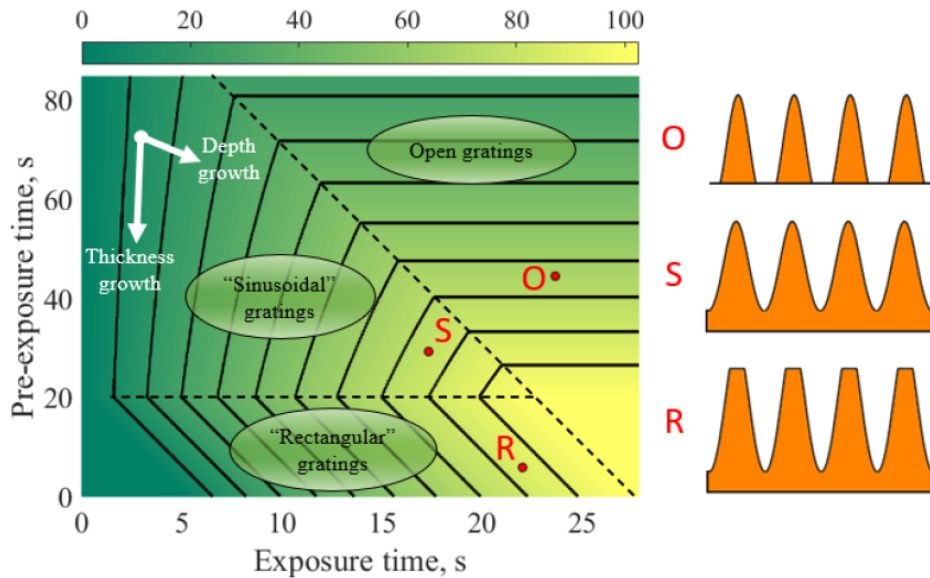 0 20 40 60 80 100
80
60
40
20
0
Pre-exposure time, s
0 5 10 15 20 25
Exposure time, s
Depth
growth
Thickness
growth
Open gratings
“Sinusoidal”
gratings
“Rectangular”
gratings
O
S
R
O
S
R